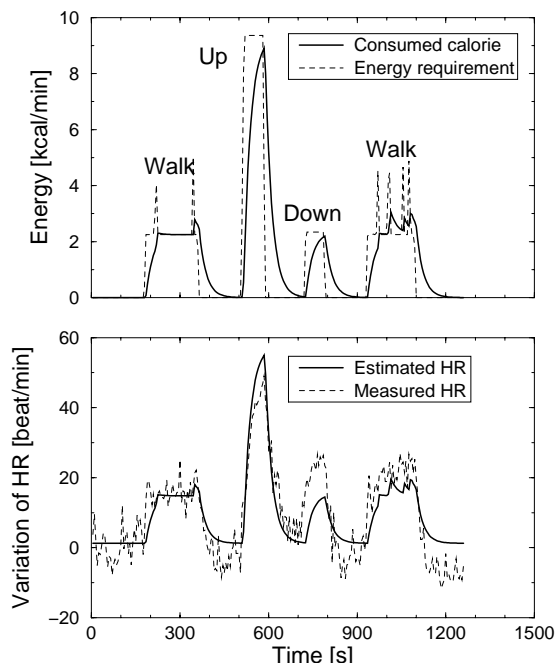 Energy [kcal/min]
10
8
6
4
2
0
Up
Walk
Down
Walk
Consumed calorie
Energy requirement
Variation of HR [beat/min]
60
40
20
0
−20
Estimated HR
Measured HR
0 300 600 900 1200 1500
Time [s]